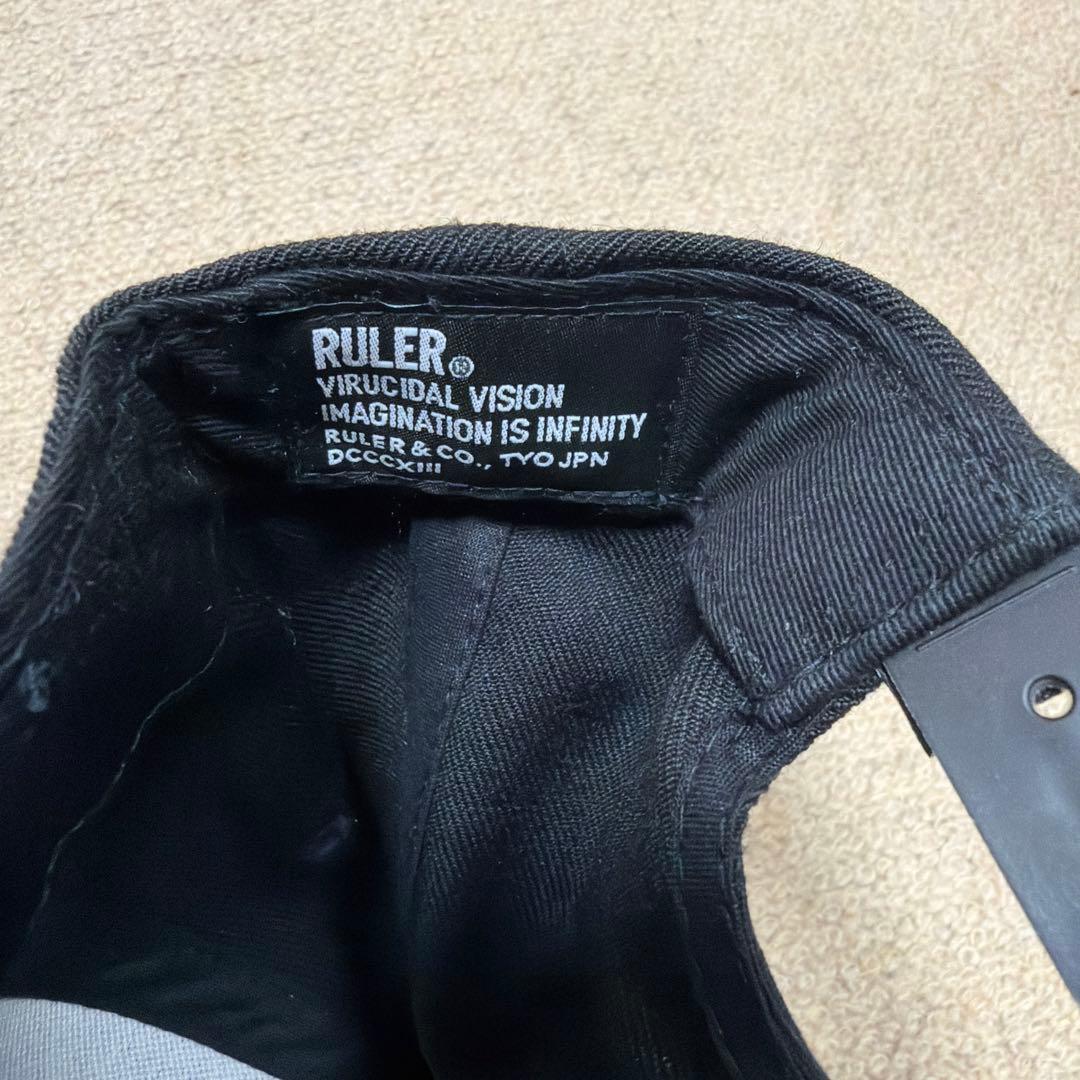 RULER®
VIRUCIDAL VISION
IMAGINATION IS INFINITY
RULER & CO., TYO JPN
DCCCXIII